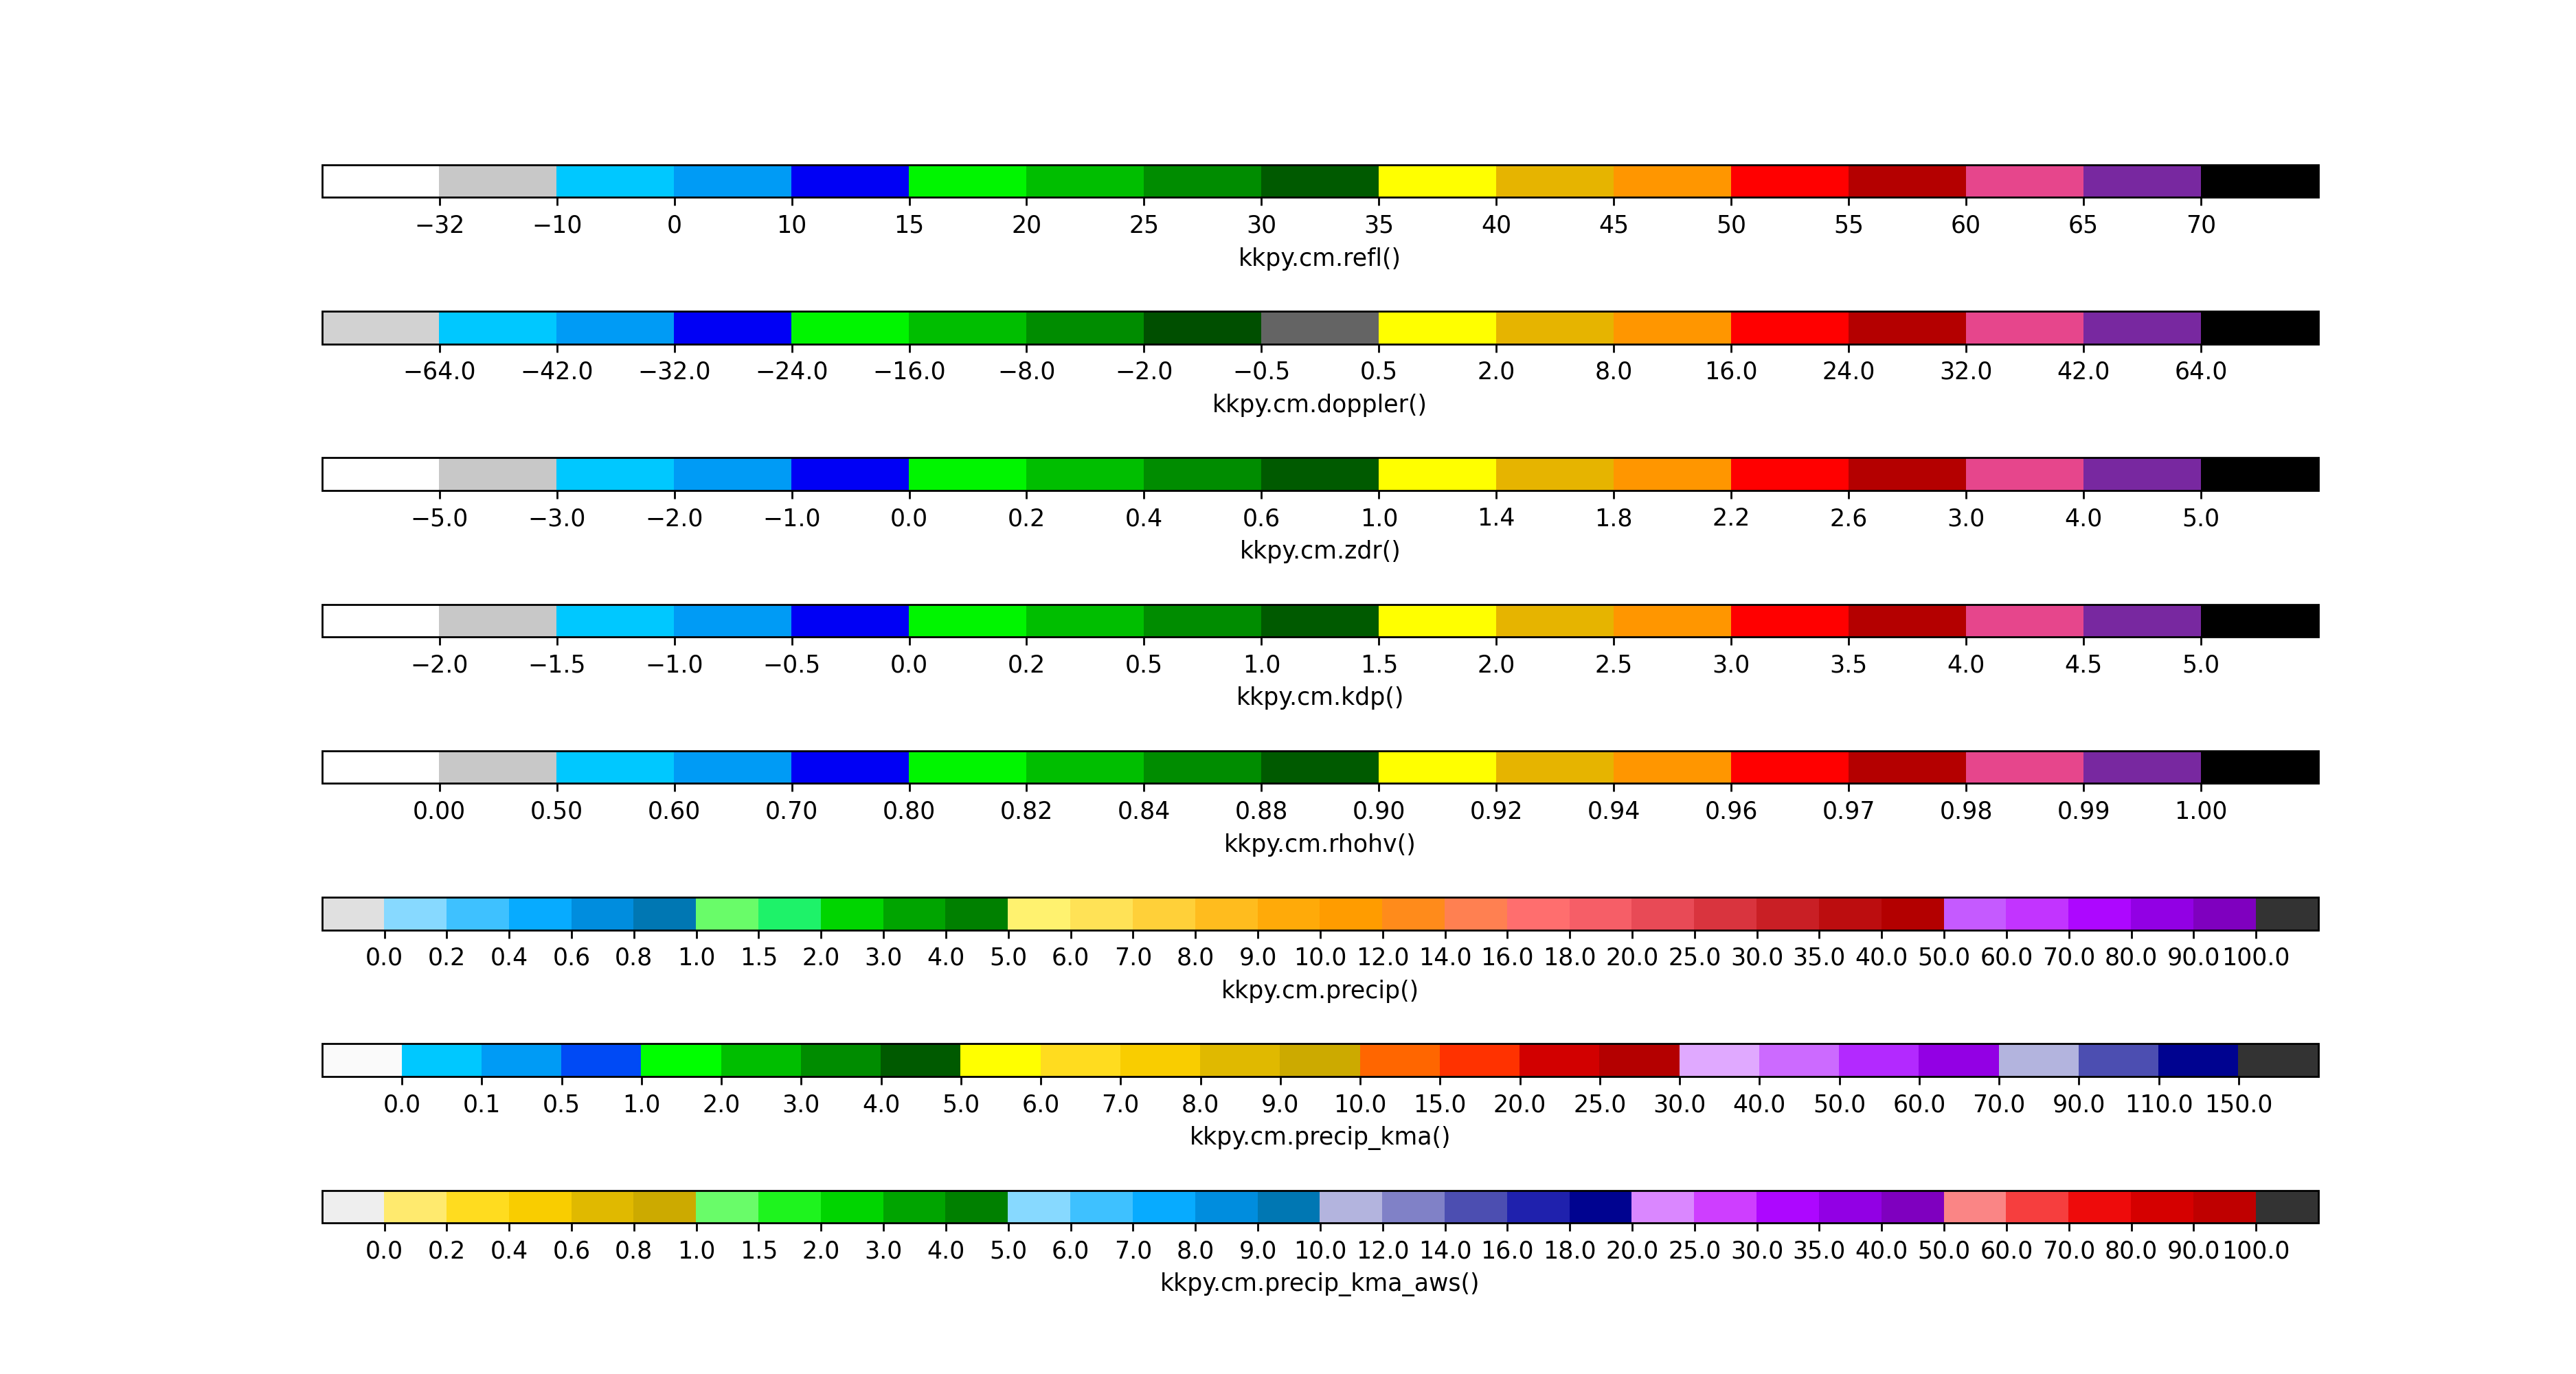 −32 −10 0 10 15 20 25 30 35 40 45 50 55 60 65 70
kkpy.cm.refl()
−64.0 −42.0 −32.0 −24.0 −16.0 −8.0 −2.0 −0.5 0.5 2.0 8.0 16.0 24.0 32.0 42.0 64.0
kkpy.cm.doppler()
−5.0 −3.0 −2.0 −1.0 0.0 0.2 0.4 0.6 1.0 1.4 1.8 2.2 2.6 3.0 4.0 5.0
kkpy.cm.zdr()
−2.0 −1.5 −1.0 −0.5 0.0 0.2 0.5 1.0 1.5 2.0 2.5 3.0 3.5 4.0 4.5 5.0
kkpy.cm.kdp()
0.00 0.50 0.60 0.70 0.80 0.82 0.84 0.88 0.90 0.92 0.94 0.96 0.97 0.98 0.99 1.00
kkpy.cm.rhohv()
0.0 0.2 0.4 0.6 0.8 1.0 1.5 2.0 3.0 4.0 5.0 6.0 7.0 8.0 9.0 10.0 12.0 14.0 16.0 18.0 20.0 25.0 30.0 35.0 40.0 50.0 60.0 70.0 80.0 90.0 100.0
kkpy.cm.precip()
0.0 0.1 0.5 1.0 2.0 3.0 4.0 5.0 6.0 7.0 8.0 9.0 10.0 15.0 20.0 25.0 30.0 40.0 50.0 60.0 70.0 90.0 110.0 150.0
kkpy.cm.precip_kma()
0.0 0.2 0.4 0.6 0.8 1.0 1.5 2.0 3.0 4.0 5.0 6.0 7.0 8.0 9.0 10.0 12.0 14.0 16.0 18.0 20.0 25.0 30.0 35.0 40.0 50.0 60.0 70.0 80.0 90.0 100.0
kkpy.cm.precip_kma_aws()